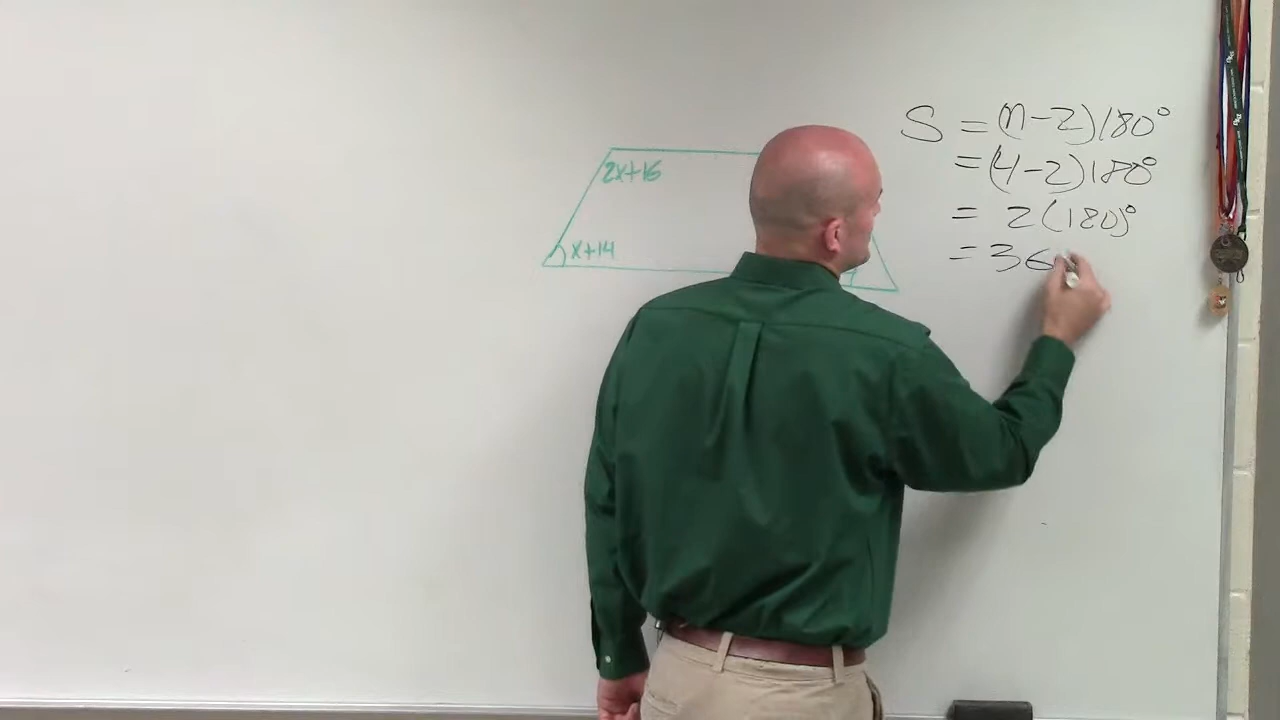 S = (n-2)180°
= (4-2)180°
= 2(180)°
= 36
2x+16
x+14